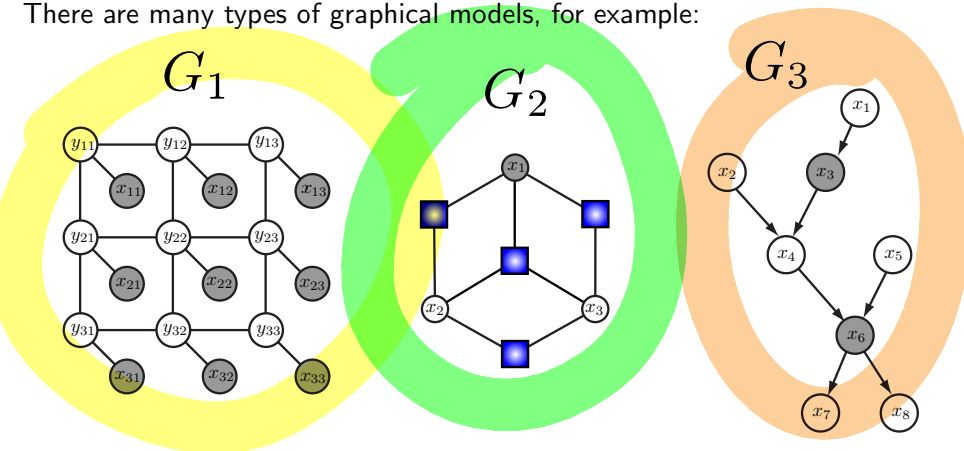 There are many types of graphical models, for example:
G₁
G₂
G₃
y₁₁ y₁₂ y₁₃
x₁₁ x₁₂ x₁₃
y₂₁ y₂₂ y₂₃
x₂₁ x₂₂ x₂₃
y₃₁ y₃₂ y₃₃
x₃₁ x₃₂ x₃₃
x₁
x₂ x₃
x₁
x₂ x₃
x₄ x₅
x₆
x₇ x₈